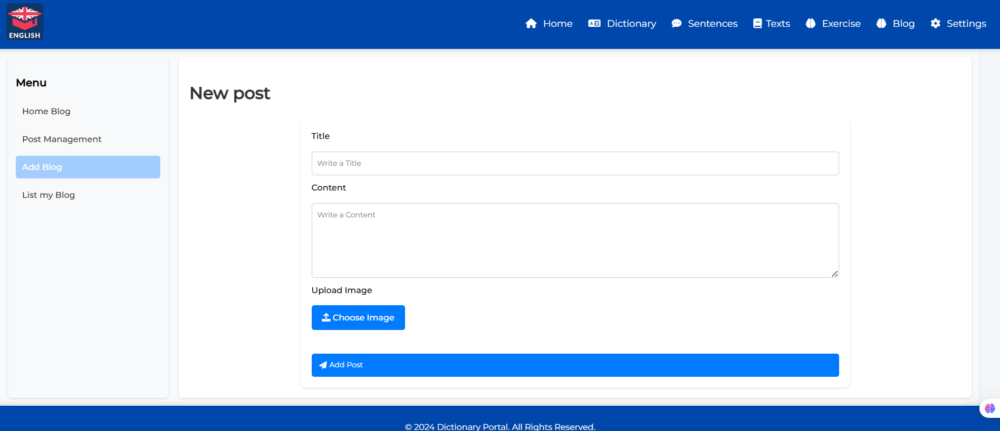 ENGLISH
Home Dictionary Sentences Texts Exercise Blog Settings
Menu
Home Blog
Post Management
Add Blog
List my Blog
New post
Title
Write a Title
Content
Write a Content
Upload Image
Choose Image
Add Post
© 2024 Dictionary Portal. All Rights Reserved.